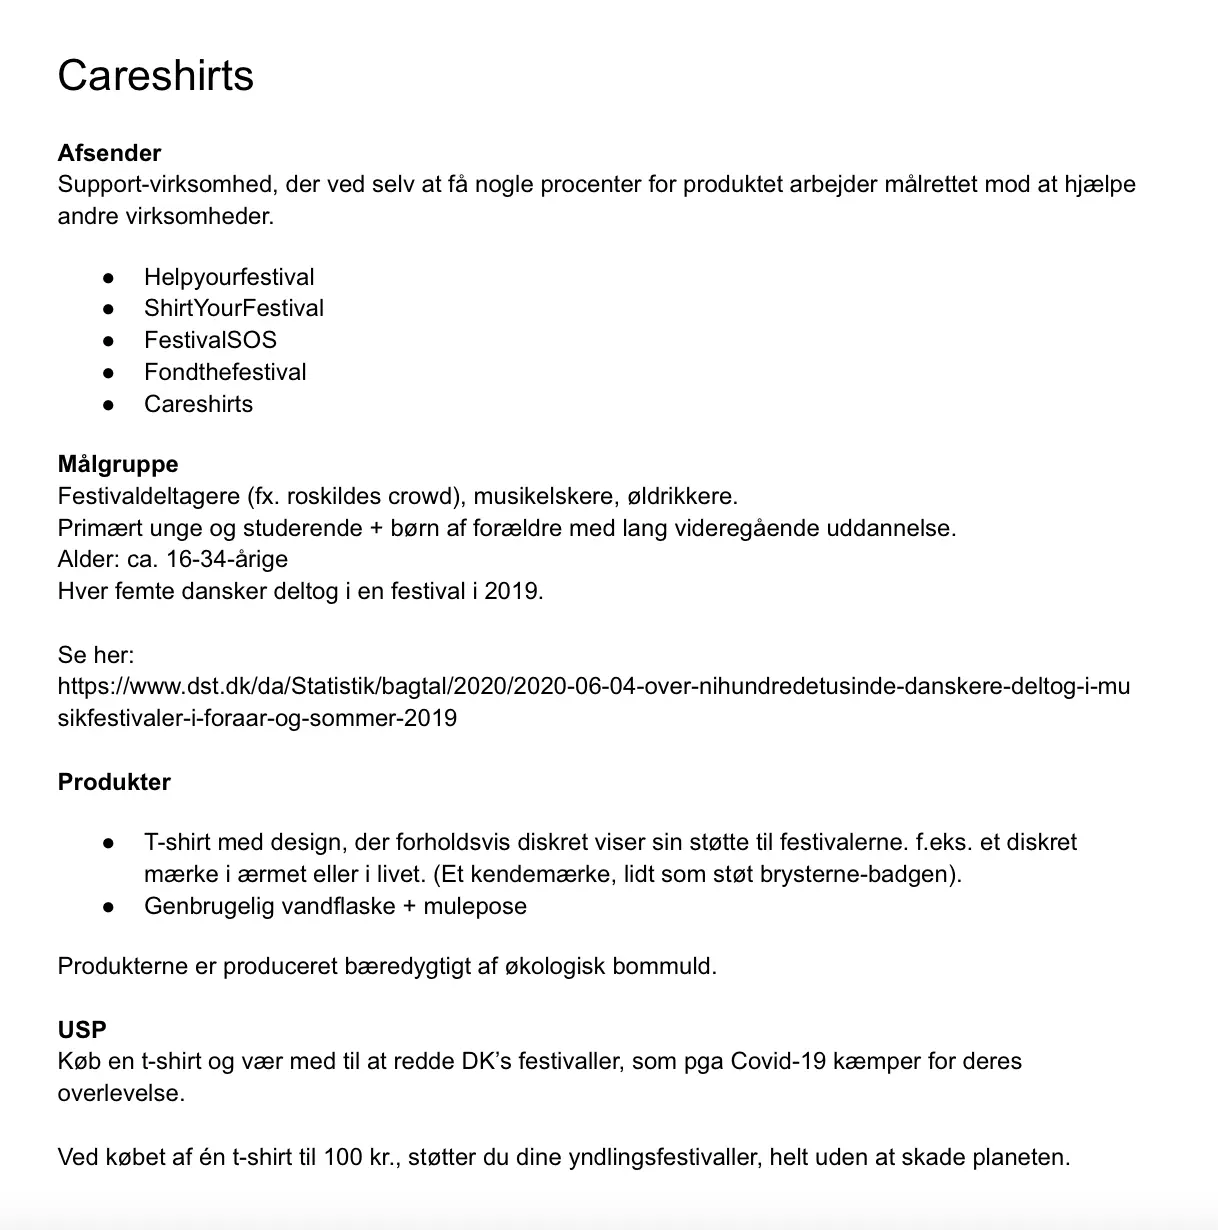 Careshirts
Afsender
Support-virksomhed, der ved selv at få nogle procenter for produktet arbejder målrettet mod at hjælpe
andre virksomheder.
● Helpyourfestival
● ShirtYourFestival
● FestivalSOS
● Fondthefestival
● Careshirts
Målgruppe
Festivaldeltagere (fx. roskildes crowd), musikelskere, øldrikkere.
Primært unge og studerende + børn af forældre med lang videregående uddannelse.
Alder: ca. 16-34-årige
Hver femte dansker deltog i en festival i 2019.
Se her:
https://www.dst.dk/da/Statistik/bagtal/2020/2020-06-04-over-nihundredetusinde-danskere-deltog-i-mu
sikfestivaler-i-foraar-og-sommer-2019
Produkter
● T-shirt med design, der forholdsvis diskret viser sin støtte til festivalerne. f.eks. et diskret
mærke i ærmet eller i livet. (Et kendemærke, lidt som støt brysterne-badgen).
● Genbrugelig vandflaske + mulepose
Produkterne er produceret bæredygtigt af økologisk bommuld.
USP
Køb en t-shirt og vær med til at redde DK’s festivaller, som pga Covid-19 kæmper for deres
overlevelse.
Ved købet af én t-shirt til 100 kr., støtter du dine yndlingsfestivaller, helt uden at skade planeten.